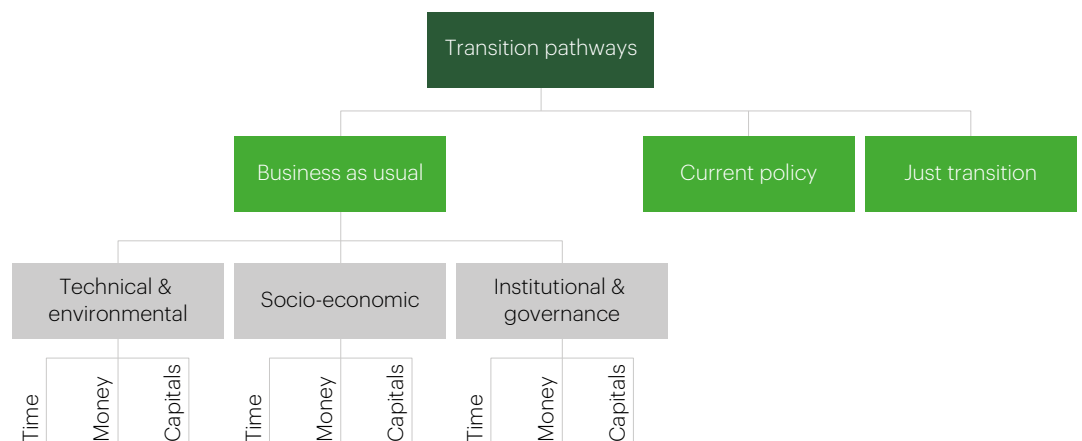 Transition pathways
Business as usual
Current policy
Just transition
Technical &
environmental
Socio-economic
Institutional &
governance
Time
Money
Capitals
Time
Money
Capitals
Time
Money
Capitals